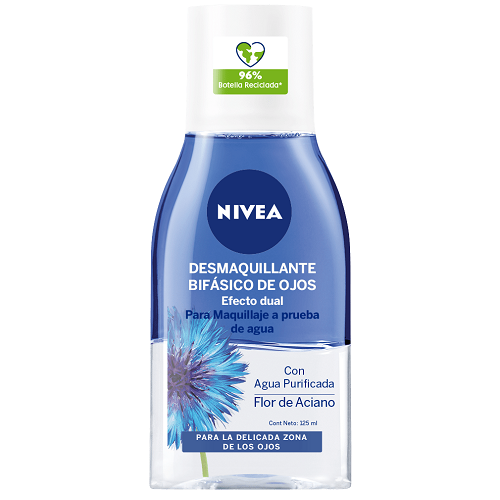 96%
Botella Reciclada*
NIVEA
DESMAQUILLANTE
BIFÁSICO DE OJOS
Efecto dual
Para Maquillaje a prueba
de agua
Con
Agua Purificada
Flor de Aciano
Cont Neto: 125 ml
PARA LA DELICADA ZONA
DE LOS OJOS